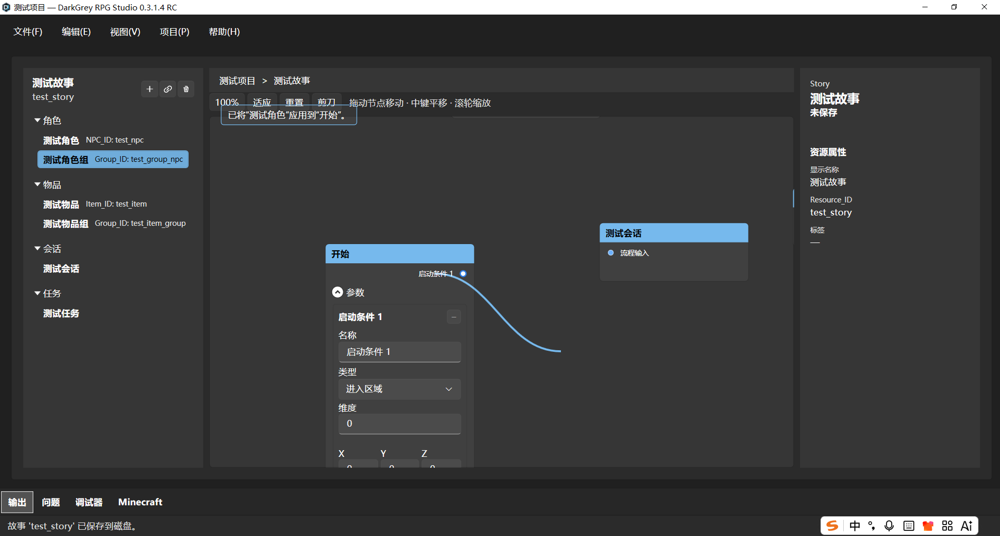 测试项目 — DarkGrey RPG Studio 0.3.1.4 RC
文件(F) 编辑(E) 视图(V) 项目(P) 帮助(H)
测试故事
test_story
角色
测试角色 NPC_ID: test_npc
测试角色组 Group_ID: test_group_npc
物品
测试物品 Item_ID: test_item
测试物品组 Group_ID: test_item_group
会话
测试会话
任务
测试任务
测试项目 > 测试故事
100% 适应 重置 剪刀 拖动节点移动 · 中键平移 · 滚轮缩放
已将“测试角色”应用到“开始”。
开始
启动条件 1
参数
启动条件 1
名称
启动条件 1
类型
进入区域
维度
0
X Y Z
0 0 0
测试会话
流程输入
Story
测试故事
未保存
资源属性
显示名称
测试故事
Resource_ID
test_story
标签
—
输出 问题 调试器 Minecraft
故事 'test_story' 已保存到磁盘。
中